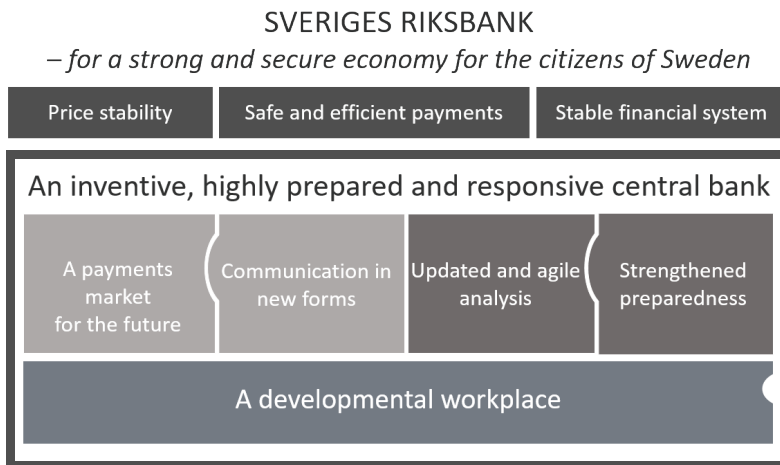 SVERIGES RIKSBANK
– for a strong and secure economy for the citizens of Sweden
Price stability
Safe and efficient payments
Stable financial system
An inventive, highly prepared and responsive central bank
A payments
market
for the future
Communication in
new forms
Updated and agile
analysis
Strengthened
preparedness
A developmental workplace